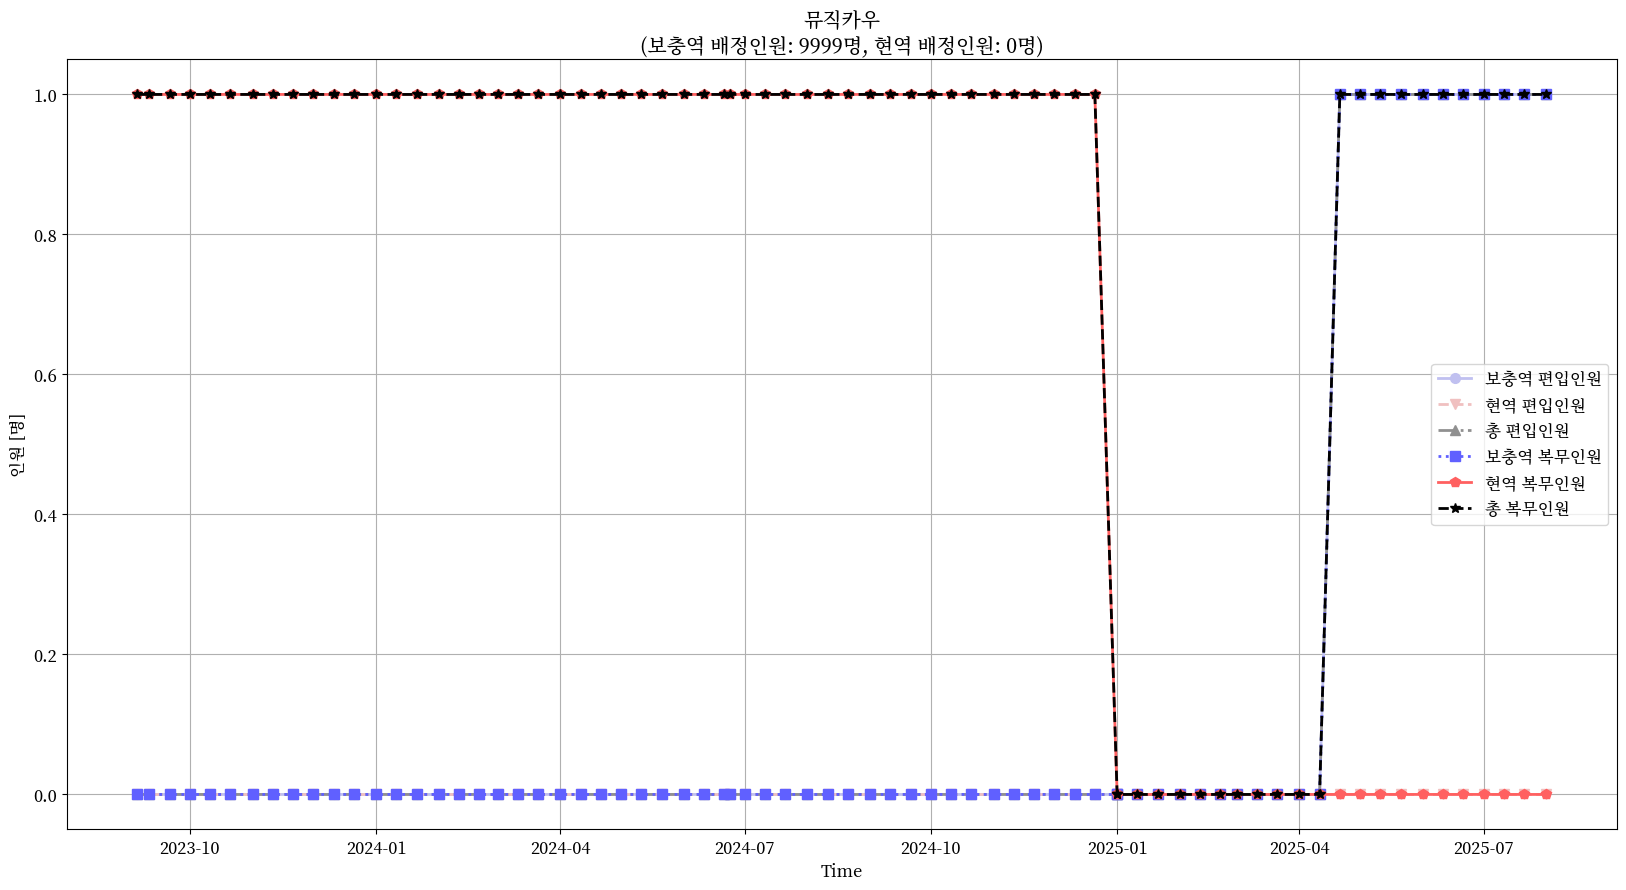 뮤직카우
(보충역 배정인원: 9999명, 현역 배정인원: 0명)
1.0
0.8
0.6
0.4
0.2
0.0
인원 [명]
보충역 편입인원
현역 편입인원
총 편입인원
보충역 복무인원
현역 복무인원
총 복무인원
2023-10
2024-01
2024-04
2024-07
2024-10
2025-01
2025-04
2025-07
Time